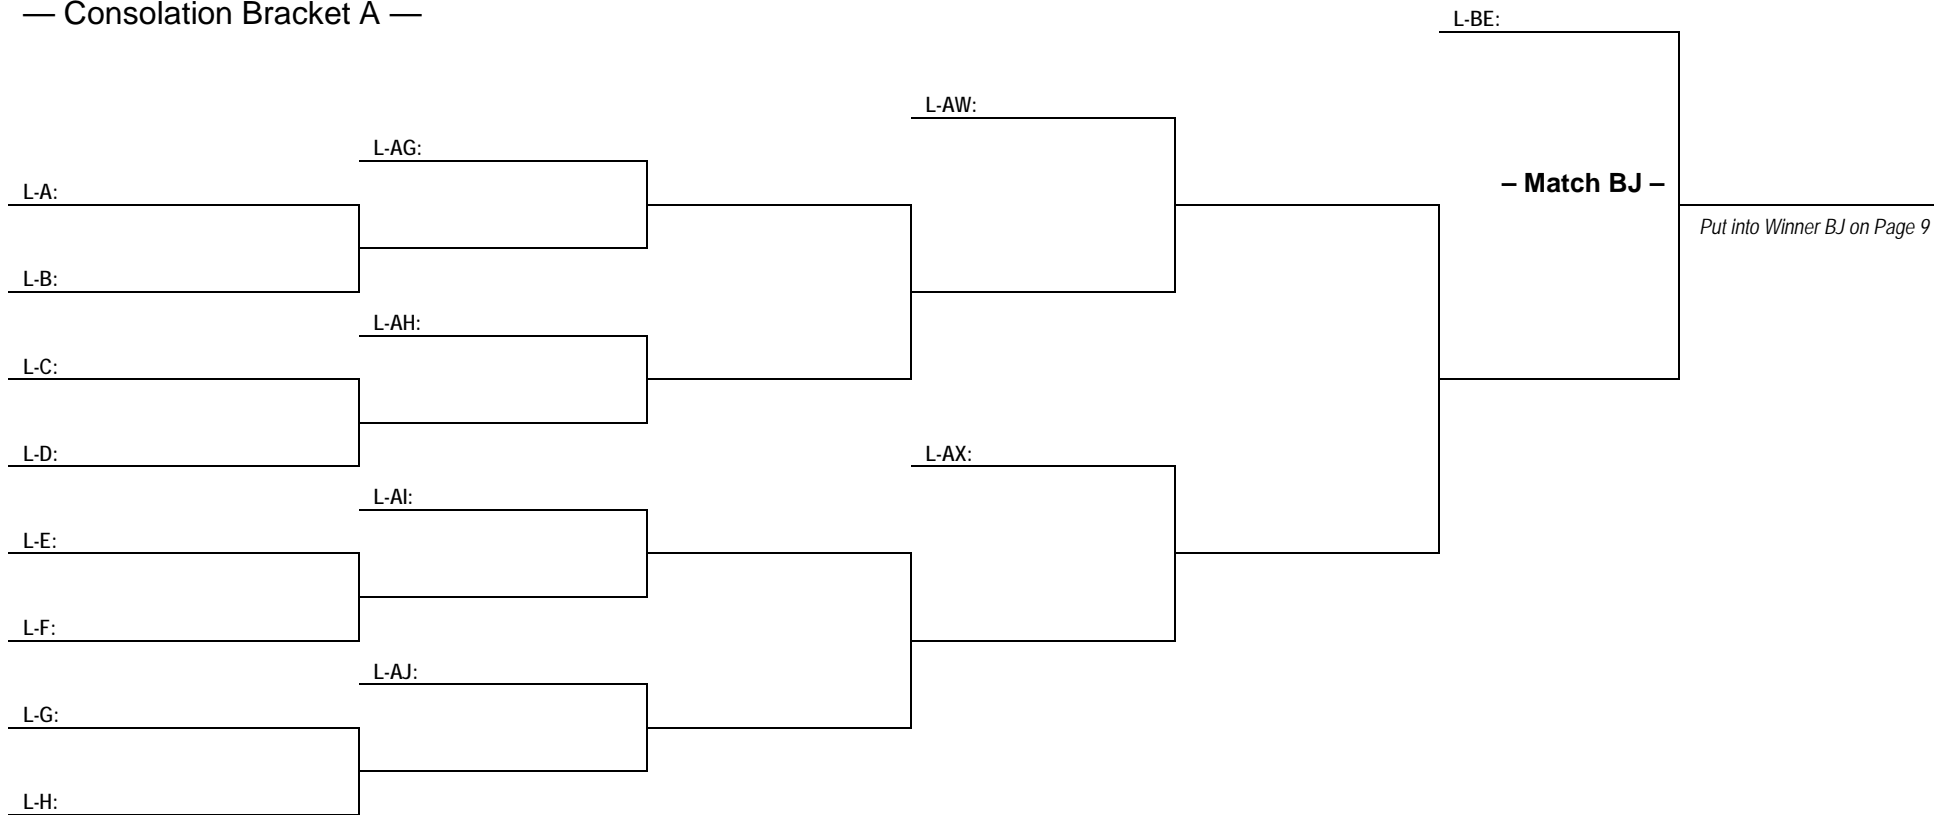 — Consolation Bracket A —
L-BE:
L-AW:
L-AG:
– Match BJ –
L-A:
Put into Winner BJ on Page 9
L-B:
L-AH:
L-C:
L-D:
L-AX:
L-AI:
L-E:
L-F:
L-AJ:
L-G:
L-H: